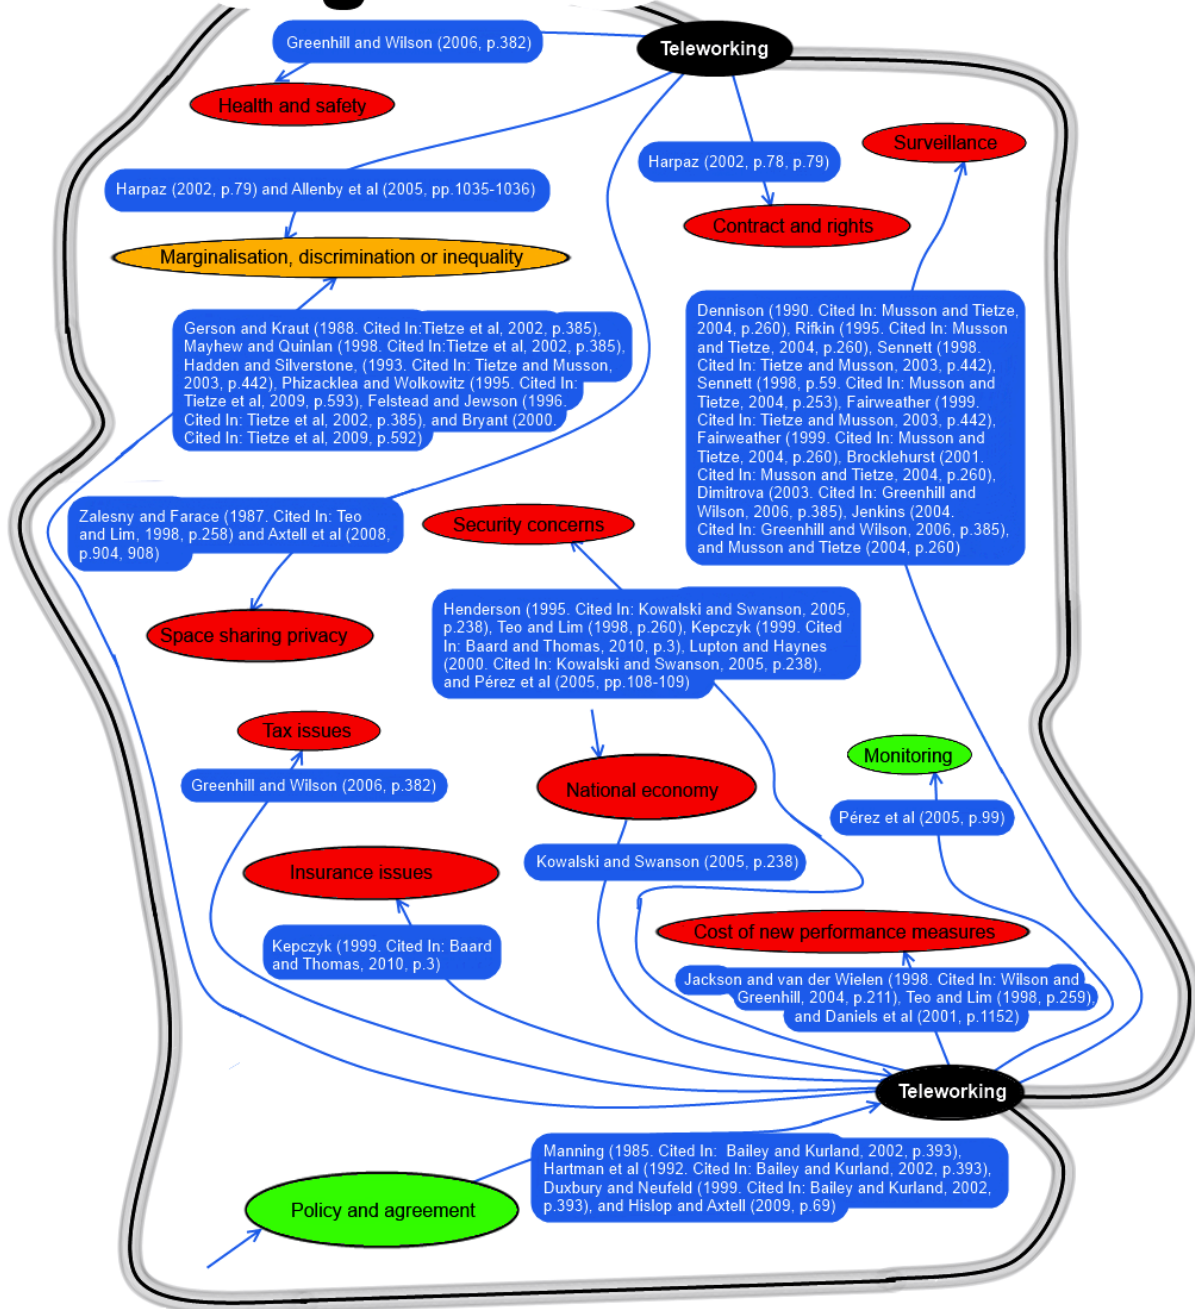 Teleworking
Greenhill and Wilson (2006, p.382)
Health and safety
Surveillance
Harpaz (2002, p.78, p.79)
Harpaz (2002, p.79) and Allenby et al (2005, pp.1035-1036)
Contract and rights
Marginalisation, discrimination or inequality
Gerson and Kraut (1988. Cited In:Tietze et al, 2002, p.385),
Mayhew and Quinlan (1998. Cited In:Tietze et al, 2002, p.385),
Hadden and Silverstone, (1993. Cited In: Tietze and Musson,
2003, p.442), Phizacklea and Wolkowitz (1995. Cited In:
Tietze et al, 2009, p.593), Felstead and Jewson (1996.
Cited In: Tietze et al, 2002, p.385), and Bryant (2000.
Cited In: Tietze et al, 2009, p.592)
Dennison (1990. Cited In: Musson and Tietze,
2004, p.260), Rifkin (1995. Cited In: Musson
and Tietze, 2004, p.260), Sennett (1998.
Cited In: Tietze and Musson, 2003, p.442),
Sennett (1998, p.59. Cited In: Musson and
Tietze, 2004, p.253), Fairweather (1999.
Cited In: Tietze and Musson, 2003, p.442),
Fairweather (1999. Cited In: Musson and
Tietze, 2004, p.260), Brocklehurst (2001.
Cited In: Musson and Tietze, 2004, p.260),
Dimitrova (2003. Cited In: Greenhill and
Wilson, 2006, p.385), Jenkins (2004.
Cited In: Greenhill and Wilson, 2006, p.385),
and Musson and Tietze (2004, p.260)
Zalesny and Farace (1987. Cited In: Teo
and Lim, 1998, p.258) and Axtell et al (2008,
p.904, 908)
Security concerns
Henderson (1995. Cited In: Kowalski and Swanson, 2005,
p.238), Teo and Lim (1998, p.260), Kepczyk (1999. Cited
In: Baard and Thomas, 2010, p.3), Lupton and Haynes
(2000. Cited In: Kowalski and Swanson, 2005, p.238),
and Pérez et al (2005, pp.108-109)
Space sharing privacy
Tax issues
Greenhill and Wilson (2006, p.382)
National economy
Monitoring
Pérez et al (2005, p.99)
Kowalski and Swanson (2005, p.238)
Insurance issues
Kepczyk (1999. Cited In: Baard
and Thomas, 2010, p.3)
Cost of new performance measures
Jackson and van der Wielen (1998. Cited In: Wilson and
Greenhill, 2004, p.211), Teo and Lim (1998, p.259),
and Daniels et al (2001, p.1152)
Teleworking
Manning (1985. Cited In:  Bailey and Kurland, 2002, p.393),
Hartman et al (1992. Cited In: Bailey and Kurland, 2002, p.393),
Duxbury and Neufeld (1999. Cited In: Bailey and Kurland, 2002,
p.393), and Hislop and Axtell (2009, p.69)
Policy and agreement